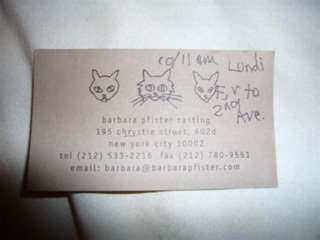 10/11 am Lundi
F, r to
2nd
Ave.
barbara pfister casting
195 chrystie street, 602d
new york city 10002
tel (212) 533-2216 fax (212) 780-9551
email: barbara@barbarapfister.com